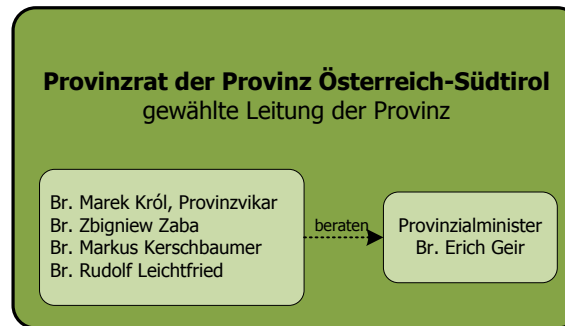 Provinzrat der Provinz Österreich-Südtirol
gewählte Leitung der Provinz
Br. Marek Król, Provinzvikar
Br. Zbigniew Zaba
Br. Markus Kerschbaumer
Br. Rudolf Leichtfried
beraten
Provinzialminister
Br. Erich Geir